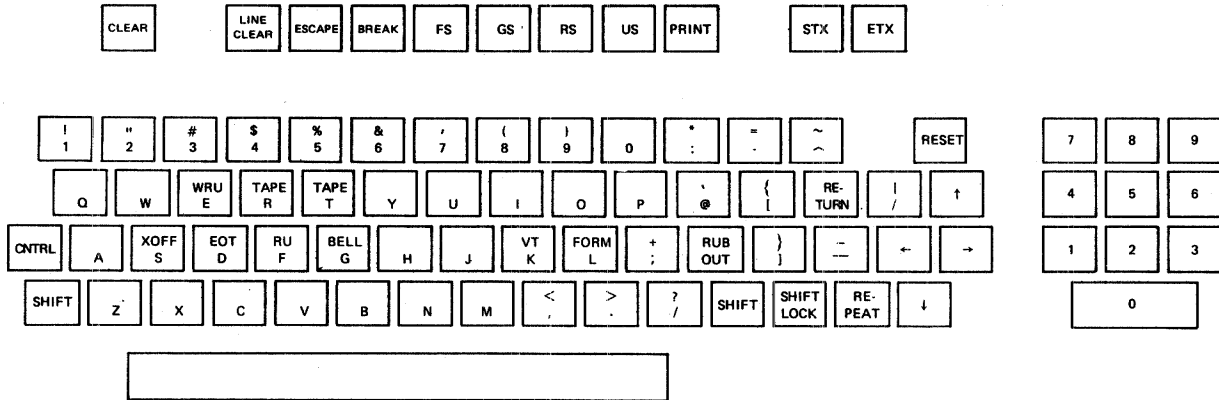 CLEAR LINE CLEAR ESCAPE BREAK FS GS RS US PRINT STX ETX
! " # $ % & ' ( ) * = ~
1 2 3 4 5 6 7 8 9 0 : - ^ RESET 7 8 9
Q W WRU E TAPE R TAPE T Y U I O P ` @ { [ RE- TURN | / ↑ 4 5 6
CNTRL A XOFF S EOT D RU F BELL G H J VT K FORM L + ; RUB OUT } ] – — ← → 1 2 3
SHIFT Z X C V B N M < , > . ? / SHIFT SHIFT LOCK RE- PEAT ↓ 0